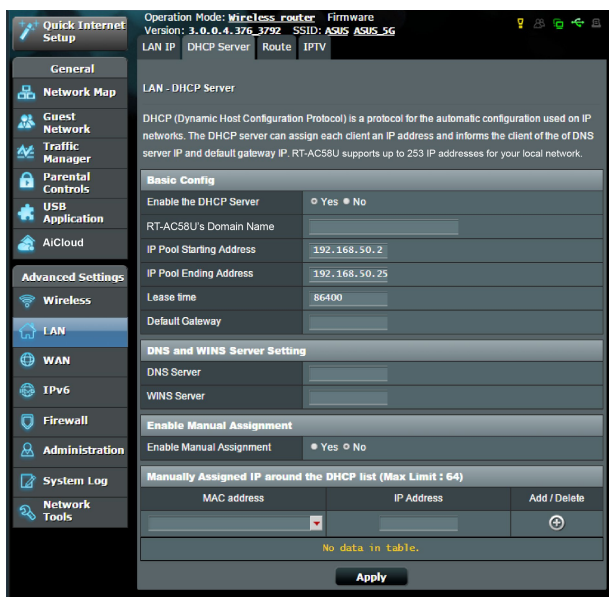 Quick Internet
Setup
Operation Mode: Wireless router Firmware
Version: 3.0.0.4.376_3792 SSID: ASUS ASUS_5G
LAN IP DHCP Server Route IPTV
General
Network Map
Guest
Network
Traffic
Manager
Parental
Controls
USB
Application
AiCloud
Advanced Settings
Wireless
LAN
WAN
IPv6
Firewall
Administration
System Log
Network
Tools
LAN - DHCP Server
DHCP (Dynamic Host Configuration Protocol) is a protocol for the automatic configuration used on IP
networks. The DHCP server can assign each client an IP address and informs the client of the of DNS
server IP and default gateway IP. RT-AC58U supports up to 253 IP addresses for your local network.
Basic Config
Enable the DHCP Server Yes No
RT-AC58U's Domain Name
IP Pool Starting Address 192.168.50.2
IP Pool Ending Address 192.168.50.25
Lease time 86400
Default Gateway
DNS and WINS Server Setting
DNS Server
WINS Server
Enable Manual Assignment
Enable Manual Assignment Yes No
Manually Assigned IP around the DHCP list (Max Limit : 64)
MAC address IP Address Add / Delete
No data in table.
Apply